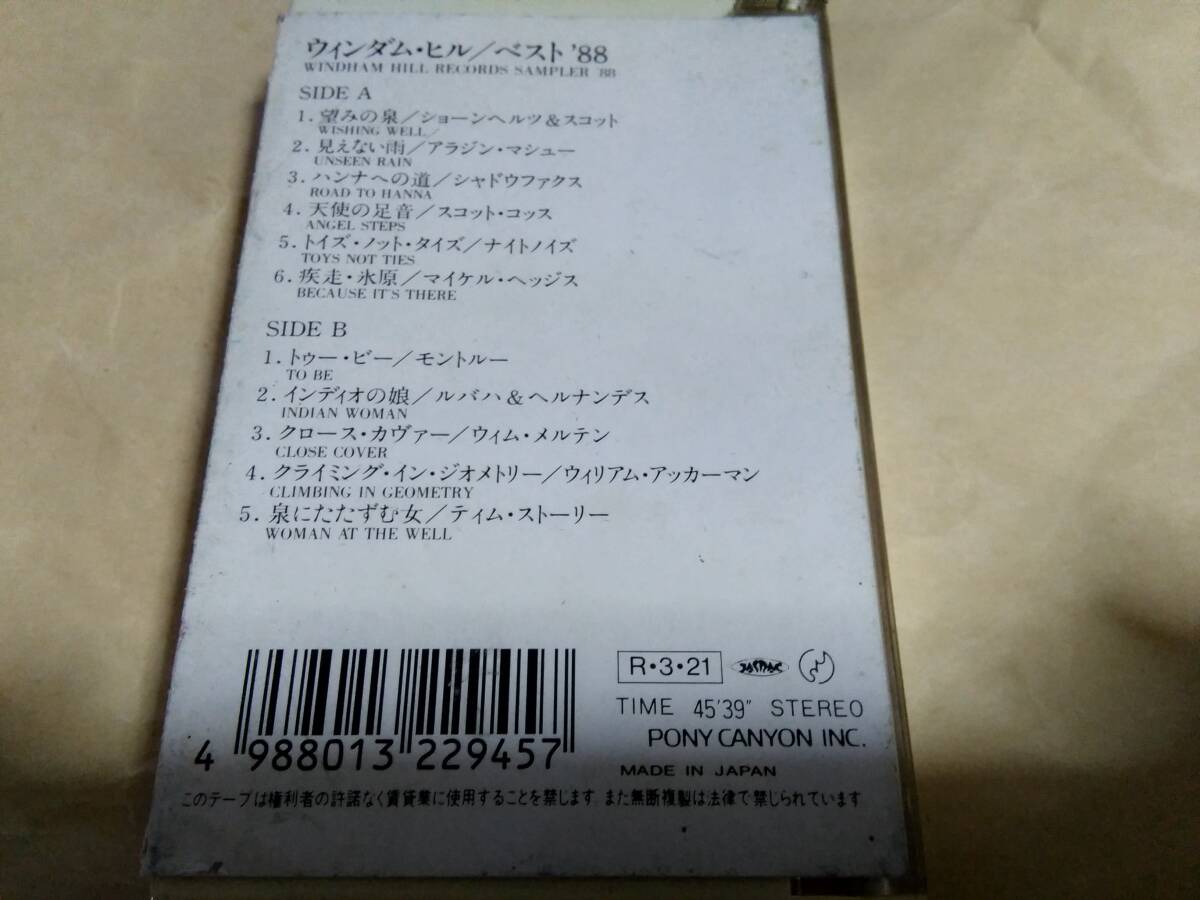 ウィンダム・ヒル／ベスト'88
WINDHAM HILL RECORDS SAMPLER '88
SIDE A
1. 望みの泉／ショーンヘルツ＆スコット
WISHING WELL／
2. 見えない雨／アラジン・マシュー
UNSEEN RAIN
3. ハンナへの道／シャドウファクス
ROAD TO HANNA
4. 天使の足音／スコット・コッス
ANGEL STEPS
5. トイズ・ノット・タイズ／ナイトノイズ
TOYS NOT TIES
6. 疾走・氷原／マイケル・ヘッジス
BECAUSE IT'S THERE
SIDE B
1. トゥー・ビー／モントルー
TO BE
2. インディオの娘／ルバハ＆ヘルナンデス
INDIAN WOMAN
3. クロース・カヴァー／ウィム・メルテン
CLOSE COVER
4. クライミング・イン・ジオメトリー／ウィリアム・アッカーマン
CLIMBING IN GEOMETRY
5. 泉にたたずむ女／ティム・ストーリー
WOMAN AT THE WELL
R・3・21 JASRAC
TIME 45'39" STEREO
PONY CANYON INC.
MADE IN JAPAN
4 988013 229457
このテープは権利者の許諾なく賃貸業に使用することを禁じます。また無断複製は法律で禁じられています